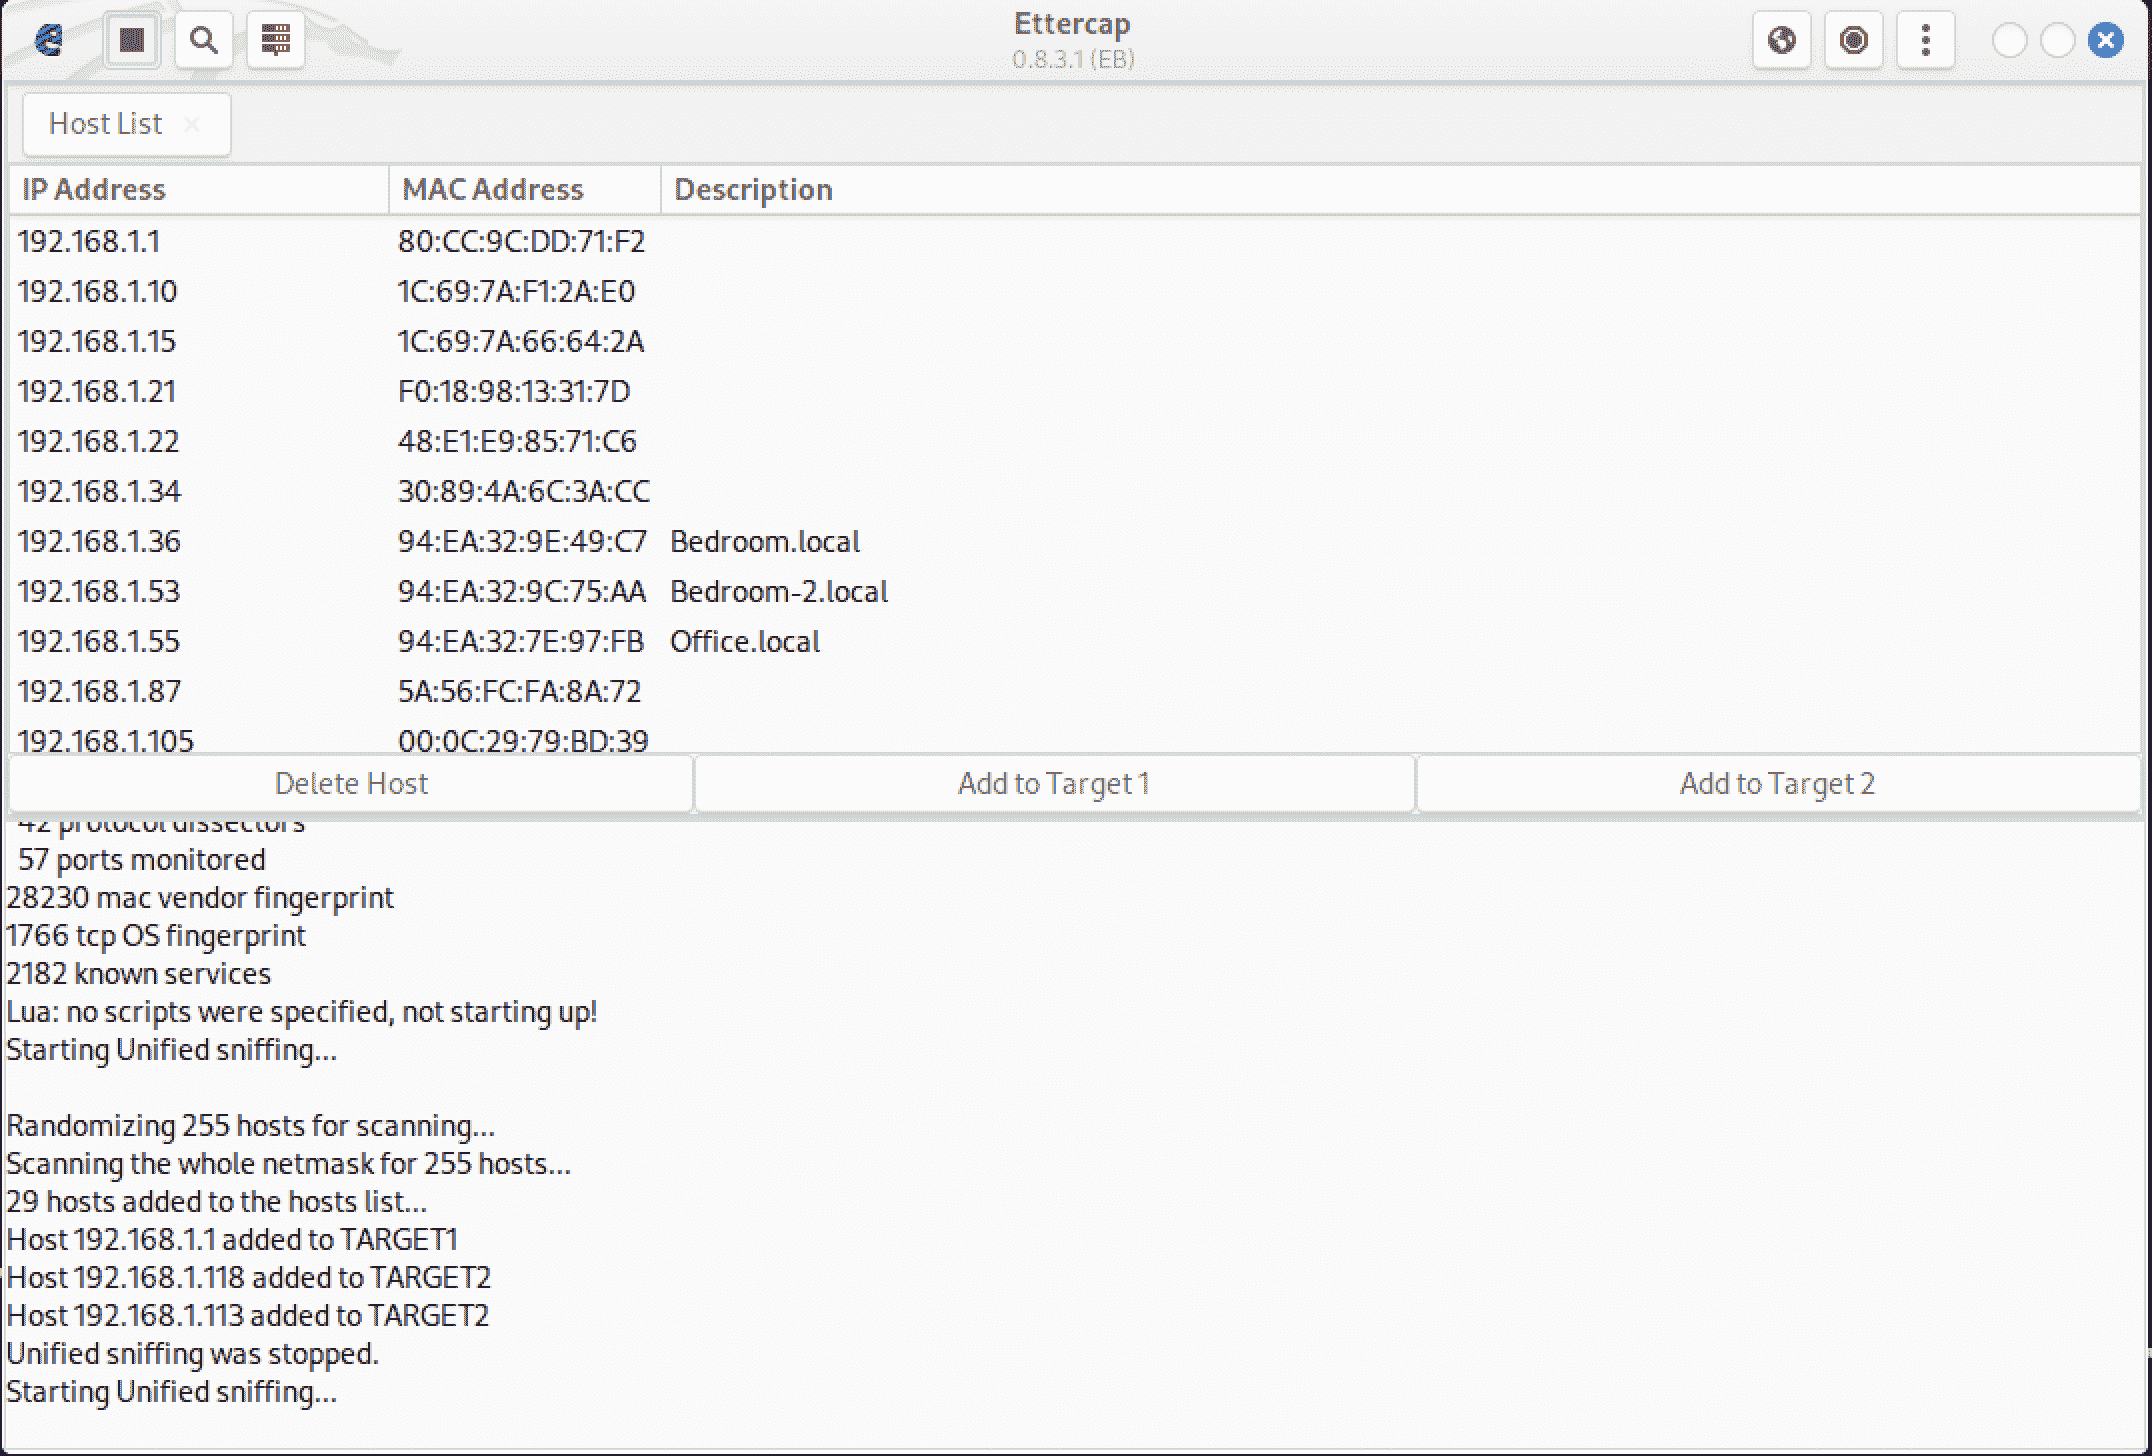 Ettercap
0.8.3.1 (EB)
Host List ×
IP Address MAC Address Description
192.168.1.1 80:CC:9C:DD:71:F2
192.168.1.10 1C:69:7A:F1:2A:E0
192.168.1.15 1C:69:7A:66:64:2A
192.168.1.21 F0:18:98:13:31:7D
192.168.1.22 48:E1:E9:85:71:C6
192.168.1.34 30:89:4A:6C:3A:CC
192.168.1.36 94:EA:32:9E:49:C7 Bedroom.local
192.168.1.53 94:EA:32:9C:75:AA Bedroom-2.local
192.168.1.55 94:EA:32:7E:97:FB Office.local
192.168.1.87 5A:56:FC:FA:8A:72
192.168.1.105 00:0C:29:79:BD:39
Delete Host Add to Target 1 Add to Target 2
42 protocol dissectors
57 ports monitored
28230 mac vendor fingerprint
1766 tcp OS fingerprint
2182 known services
Lua: no scripts were specified, not starting up!
Starting Unified sniffing...
Randomizing 255 hosts for scanning...
Scanning the whole netmask for 255 hosts...
29 hosts added to the hosts list...
Host 192.168.1.1 added to TARGET1
Host 192.168.1.118 added to TARGET2
Host 192.168.1.113 added to TARGET2
Unified sniffing was stopped.
Starting Unified sniffing...